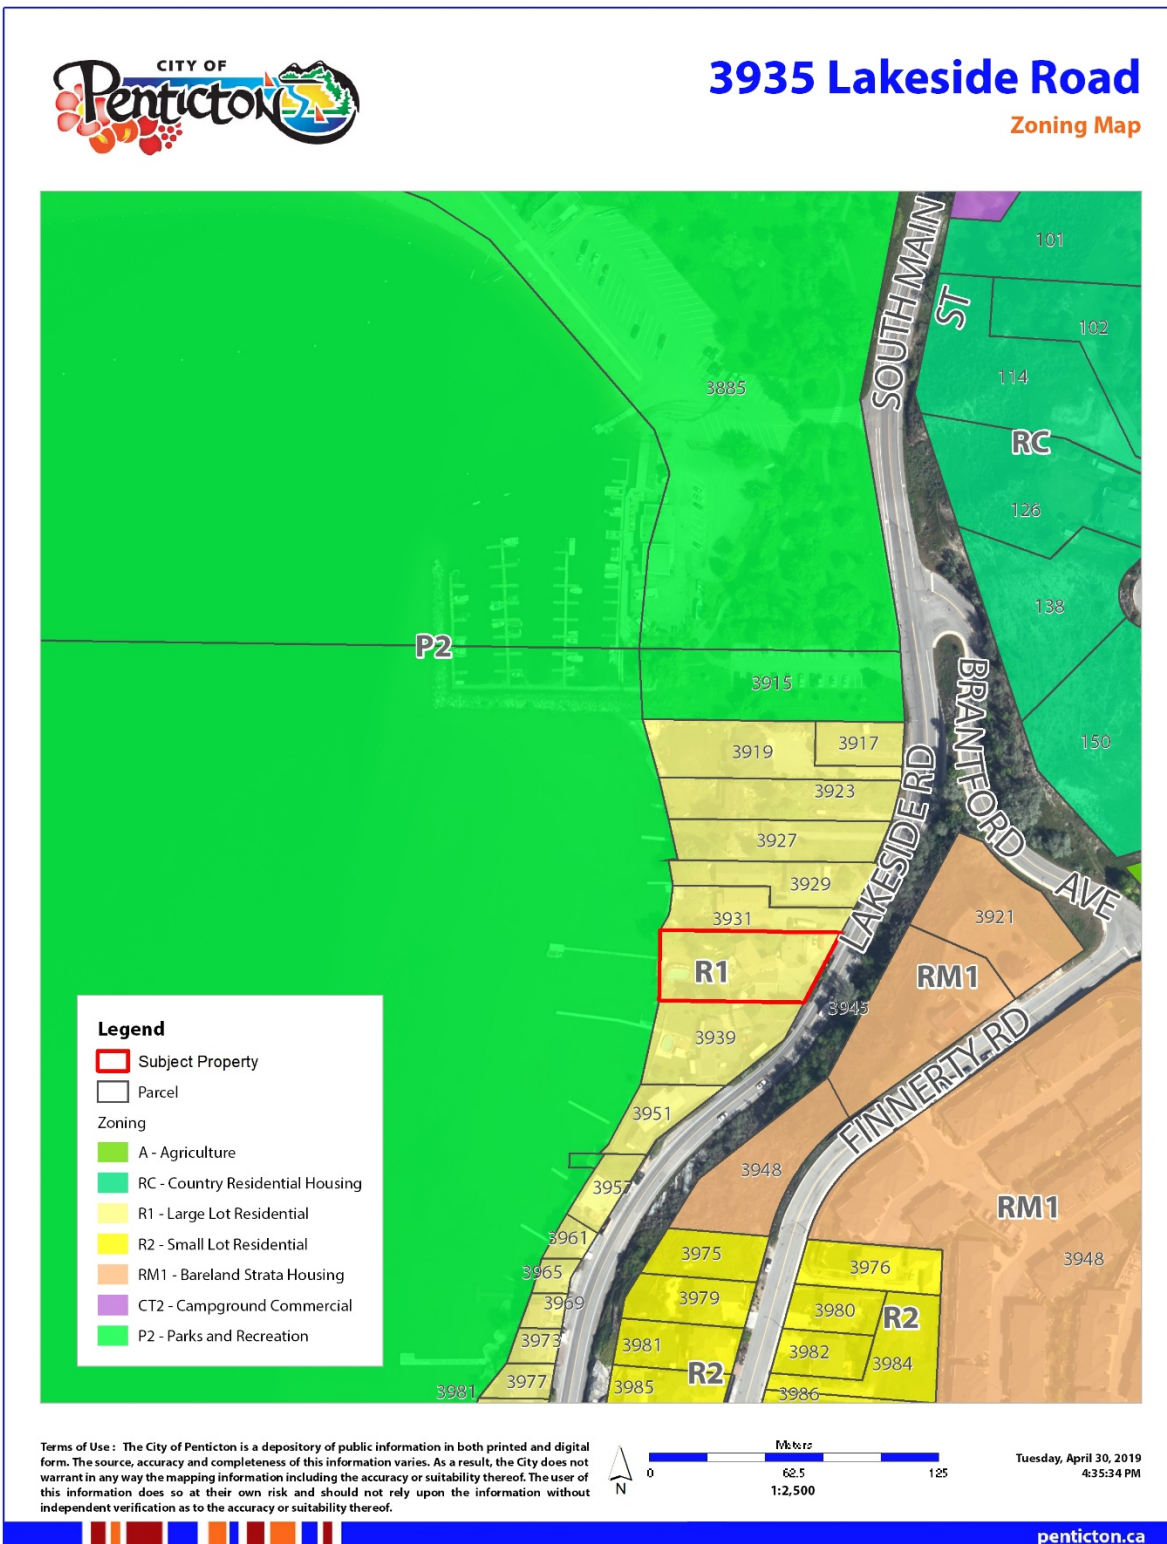 CITY OF
Penticton
3935 Lakeside Road
Zoning Map
SOUTH MAIN
ST
101
102
114
3885
RC
126
138
P2
3915
BRANTFORD
AVE
150
3917
3919
3923
LAKESIDE RD
3927
3929
3931
3921
R1
RM1
3945
3939
FINNERTY RD
3951
3948
3957
RM1
3961
3975
3948
3965
3976
3969
3979
3980
R2
3973
3981
3982
3984
3977
3985
R2
3981
3986
Legend
Subject Property
Parcel
Zoning
A - Agriculture
RC - Country Residential Housing
R1 - Large Lot Residential
R2 - Small Lot Residential
RM1 - Bareland Strata Housing
CT2 - Campground Commercial
P2 - Parks and Recreation
Terms of Use : The City of Penticton is a depository of public information in both printed and digital
form. The source, accuracy and completeness of this information varies. As a result, the City does not
warrant in any way the mapping information including the accuracy or suitability thereof. The user of
this information does so at their own risk and should not rely upon the information without
independent verification as to the accuracy or suitability thereof.
N
Meters
0 62.5 125
1:2,500
Tuesday, April 30, 2019
4:35:34 PM
penticton.ca